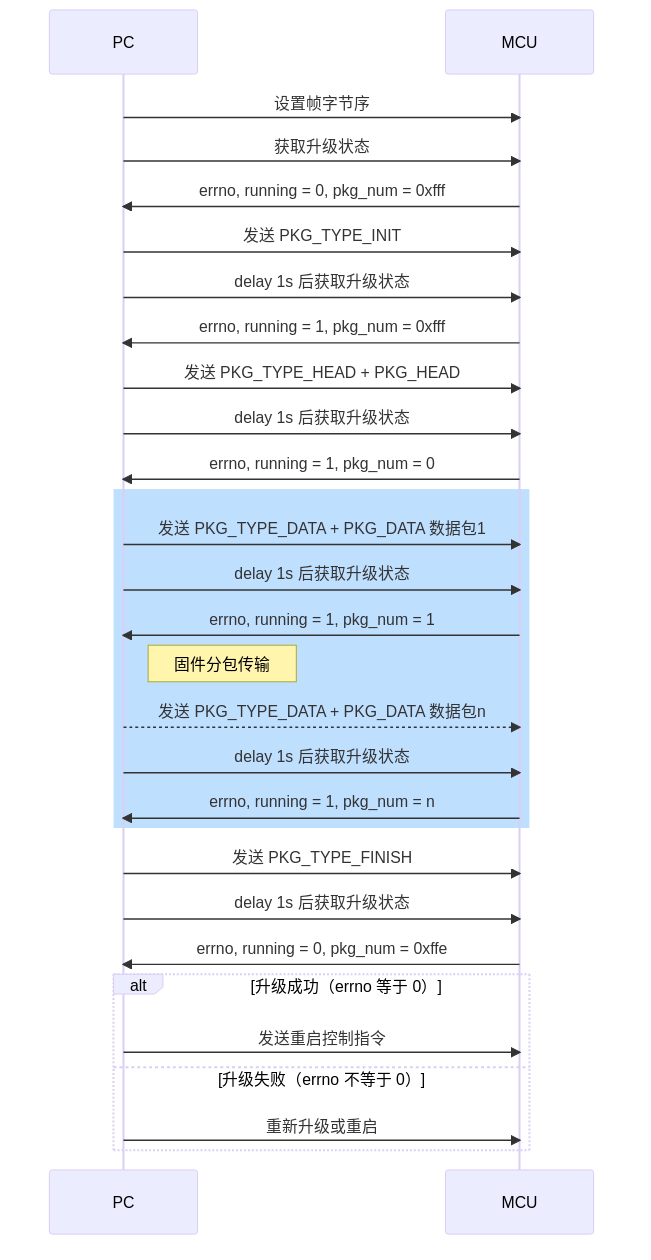 PC
MCU
设置帧字节序
获取升级状态
errno, running = 0, pkg_num = 0xfff
发送 PKG_TYPE_INIT
delay 1s 后获取升级状态
errno, running = 1, pkg_num = 0xfff
发送 PKG_TYPE_HEAD + PKG_HEAD
delay 1s 后获取升级状态
errno, running = 1, pkg_num = 0
发送 PKG_TYPE_DATA + PKG_DATA 数据包1
delay 1s 后获取升级状态
errno, running = 1, pkg_num = 1
固件分包传输
发送 PKG_TYPE_DATA + PKG_DATA 数据包n
delay 1s 后获取升级状态
errno, running = 1, pkg_num = n
发送 PKG_TYPE_FINISH
delay 1s 后获取升级状态
errno, running = 0, pkg_num = 0xffe
alt
[升级成功（errno 等于 0）]
发送重启控制指令
[升级失败（errno 不等于 0）]
重新升级或重启
PC
MCU